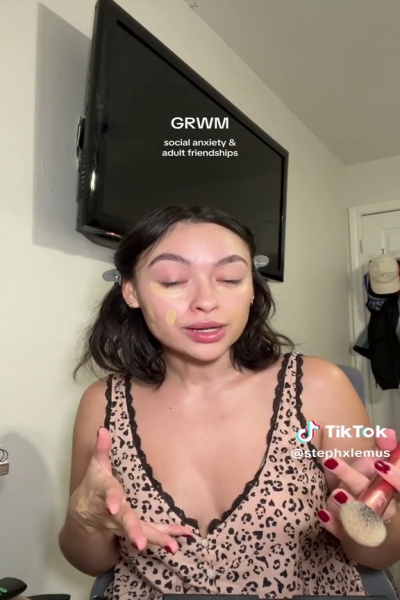 GRWM
social anxiety &
adult friendships
TikTok
@stephxlemus